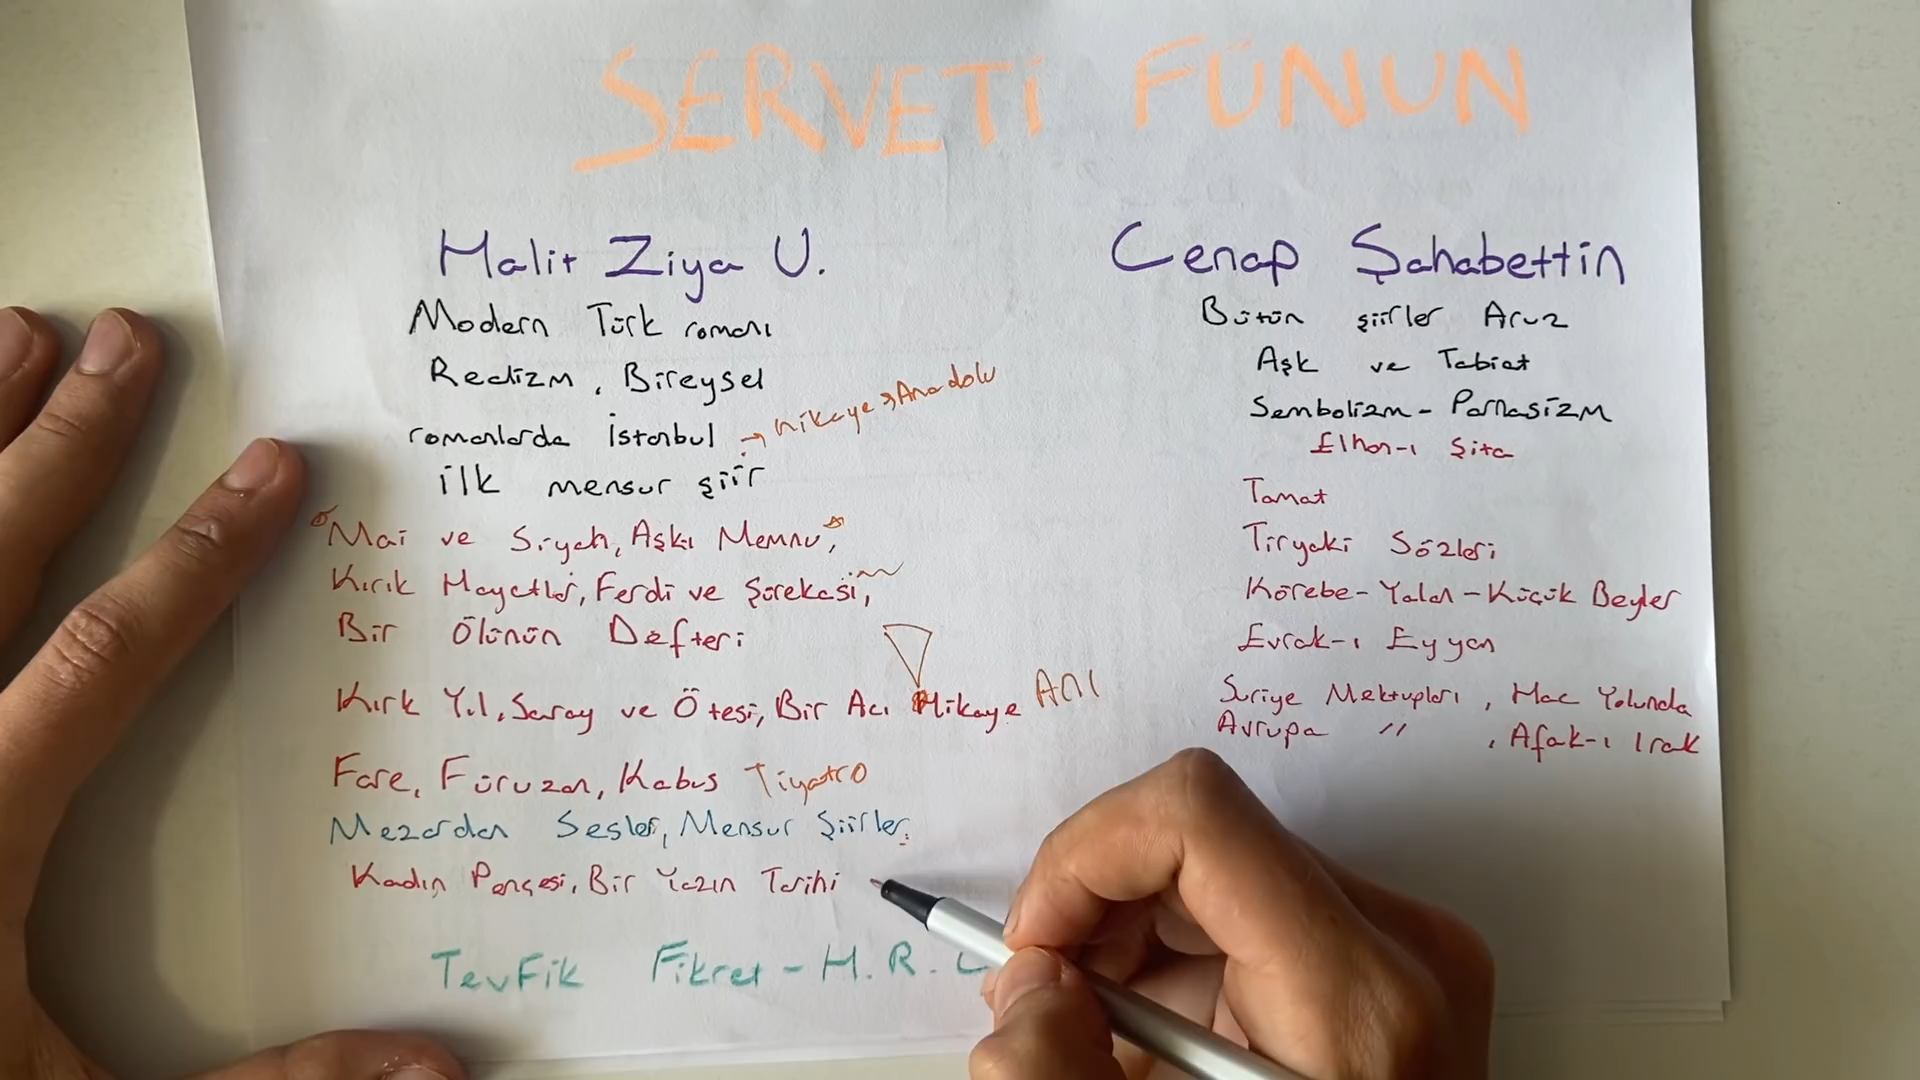 SERVETİ FÜNUN
Halit Ziya U.
Modern Türk romanı
Realizm, Bireysel
romanlarda İstanbul → hikaye → Anadolu
ilk mensur şiir
Mai ve Siyah, Aşk-ı Memnu,
Kırık Hayatlar, Ferdi ve Şürekası,
Bir Ölünün Defteri
Kırk Yıl, Saray ve Ötesi, Bir Acı Hikaye Anı
Fare, Füruzan, Kabus Tiyatro
Mezardan Sesler, Mensur Şiirler
Kadın Pençesi, Bir Yazın Tarihi
Cenap Şahabettin
Bütün şiirler Aruz
Aşk ve Tabiat
Sembolizm - Parnasizm
Elhan-ı Şita
Tamat
Tiryaki Sözleri
Körebe - Yalan - Küçük Beyler
Evrak-ı Eyyam
Suriye Mektupları, Hac Yolunda
Avrupa ", Afak-ı Irak
Tevfik Fikret - H. R.